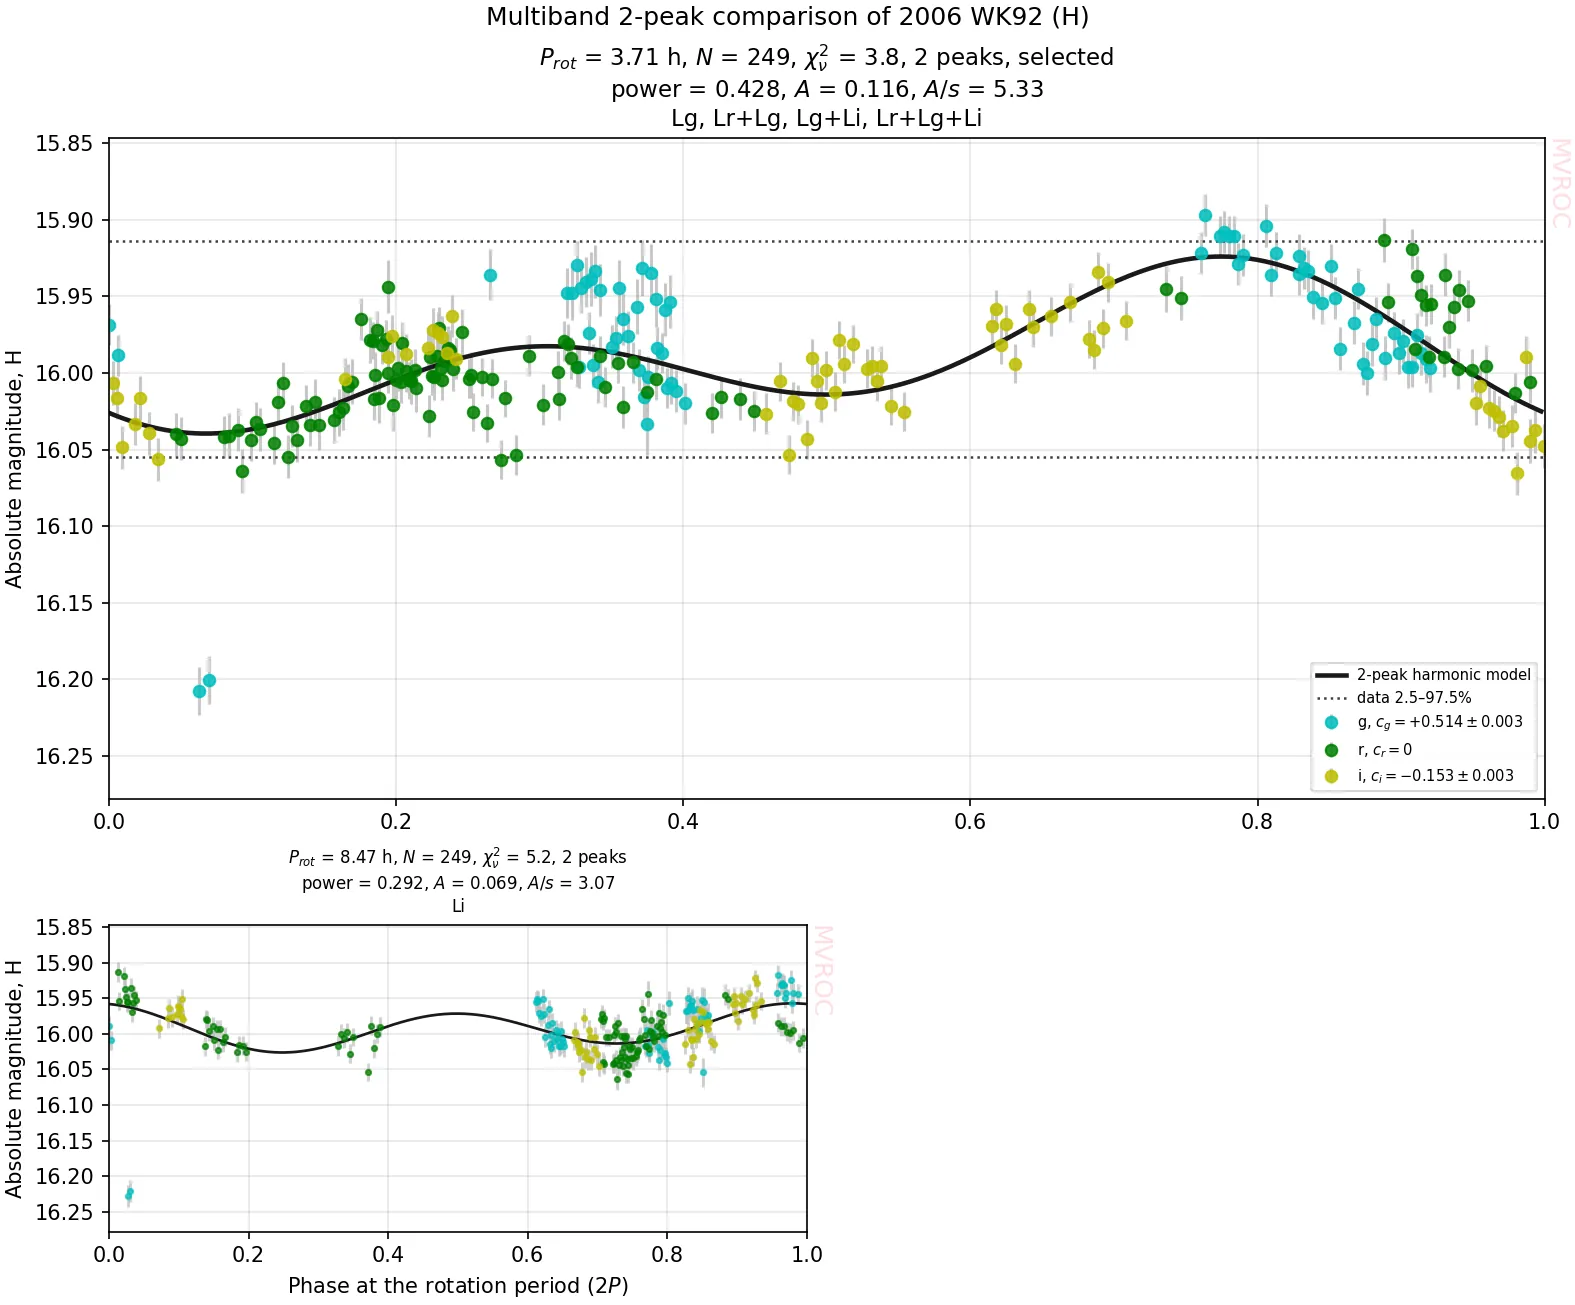 Multiband 2-peak comparison of 2006 WK92 (H)
P_rot = 3.71 h, N = 249, χ²_ν = 3.8, 2 peaks, selected
power = 0.428, A = 0.116, A/s = 5.33
Lg, Lr+Lg, Lg+Li, Lr+Lg+Li
15.85
15.90
15.95
16.00
16.05
16.10
16.15
16.20
16.25
Absolute magnitude, H
MVROC
2-peak harmonic model
data 2.5–97.5%
g, c_g = +0.514 ± 0.003
r, c_r = 0
i, c_i = −0.153 ± 0.003
0.0 0.2 0.4 0.6 0.8 1.0
P_rot = 8.47 h, N = 249, χ²_ν = 5.2, 2 peaks
power = 0.292, A = 0.069, A/s = 3.07
Li
15.85
15.90
15.95
16.00
16.05
16.10
16.15
16.20
16.25
Absolute magnitude, H
MVROC
0.0 0.2 0.4 0.6 0.8 1.0
Phase at the rotation period (2P)